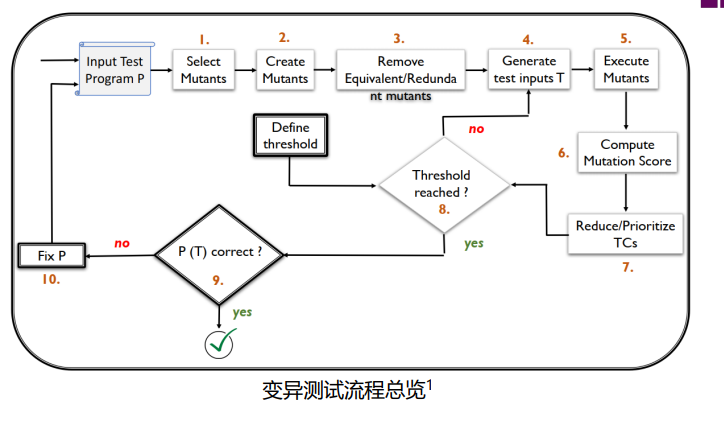 1.
2.
3.
4.
5.
Input Test
Program P
Select
Mutants
Create
Mutants
Remove
Equivalent/Redunda
nt mutants
Generate
test inputs T
Execute
Mutants
Define
threshold
no
6.
Compute
Mutation Score
Threshold
reached ?
8.
Reduce/Prioritize
TCs
7.
yes
no
P (T) correct ?
9.
Fix P
10.
yes
变异测试流程总览1